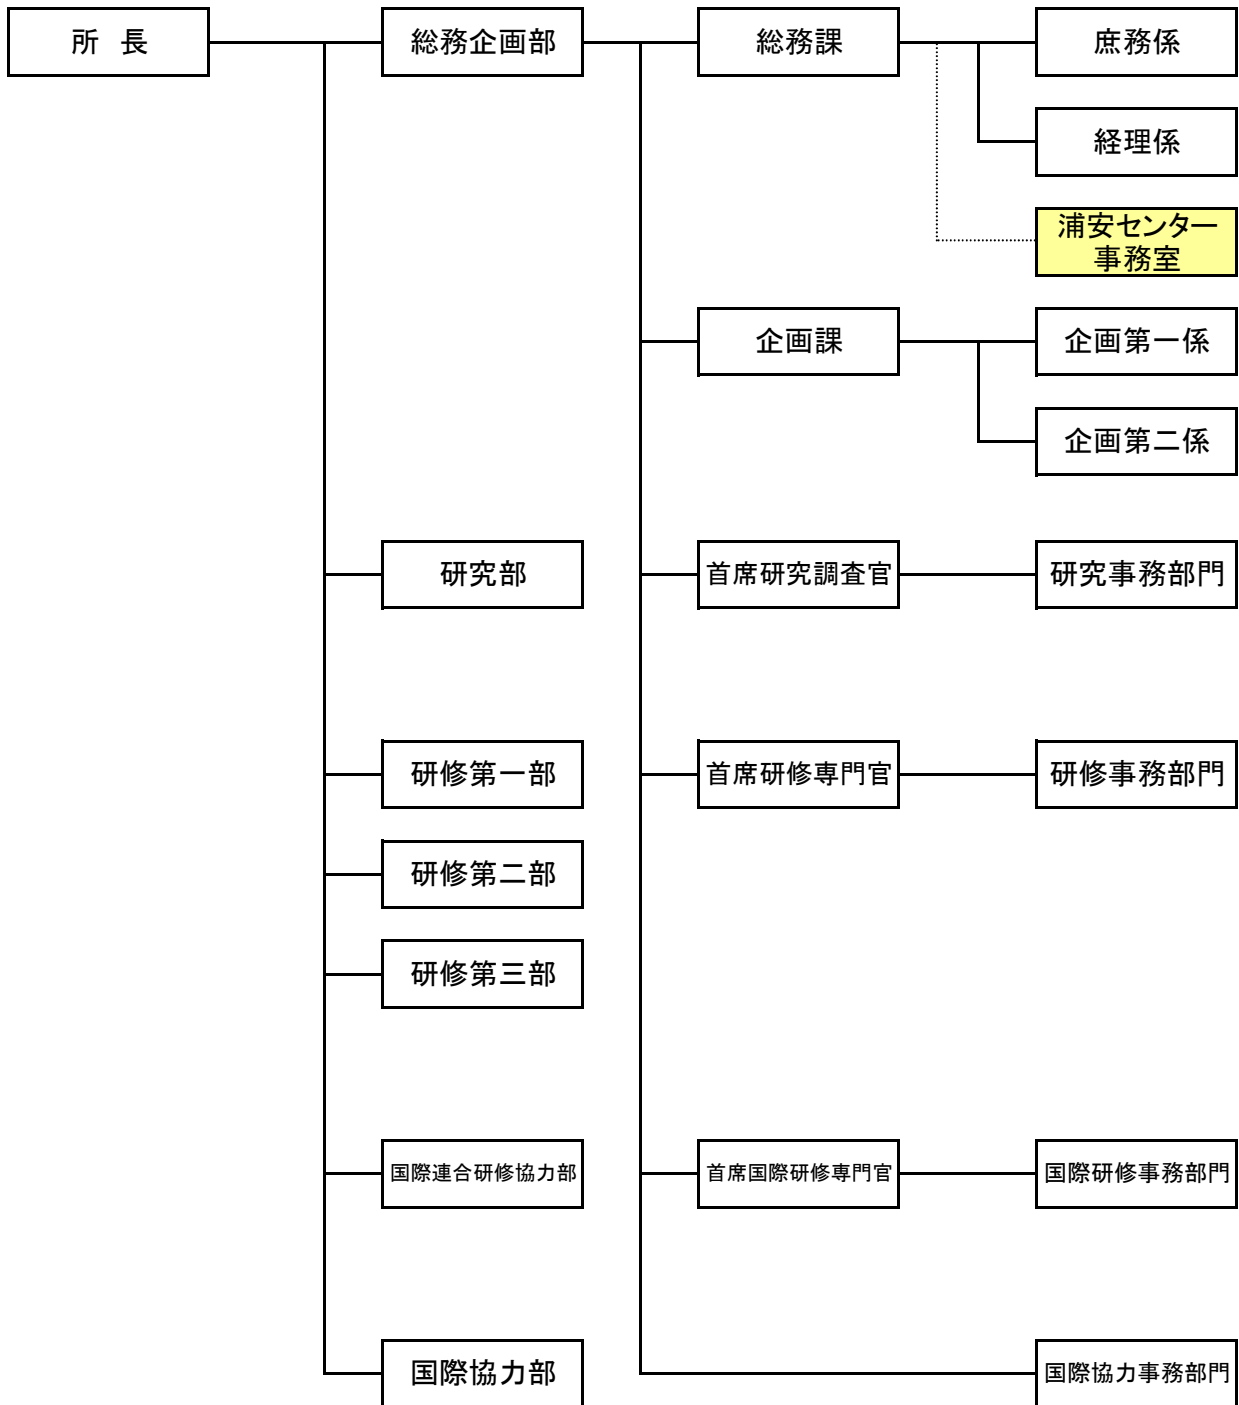 所 長
総務企画部
総務課
庶務係
経理係
浦安センター
事務室
企画課
企画第一係
企画第二係
研究部
首席研究調査官
研究事務部門
研修第一部
首席研修専門官
研修事務部門
研修第二部
研修第三部
国際連合研修協力部
首席国際研修専門官
国際研修事務部門
国際協力部
国際協力事務部門